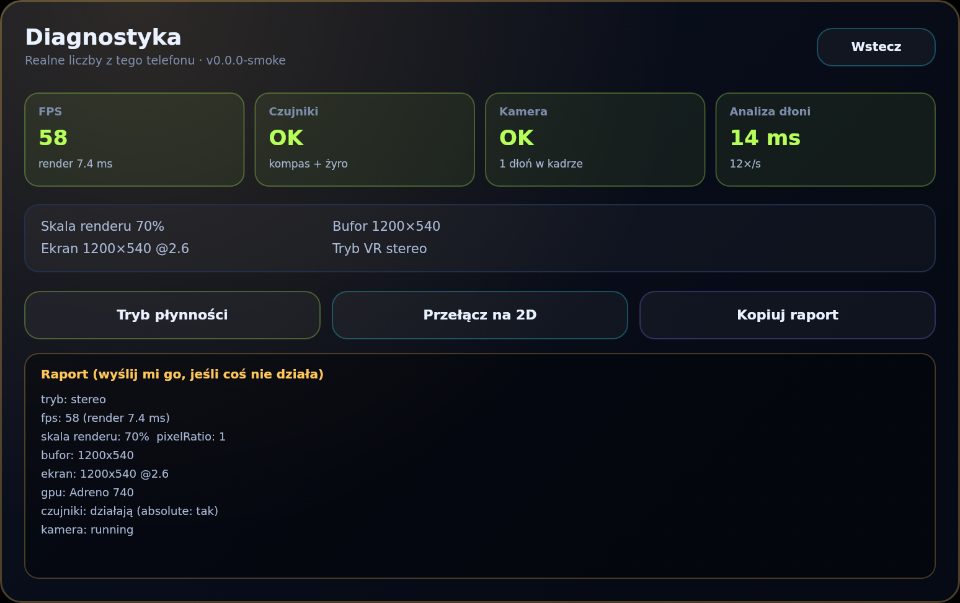 Diagnostyka
Realne liczby z tego telefonu · v0.0.0-smoke
Wstecz
FPS
58
render 7.4 ms
Czujniki
OK
kompas + żyro
Kamera
OK
1 dłoń w kadrze
Analiza dłoni
14 ms
12×/s
Skala renderu 70%
Bufor 1200×540
Ekran 1200×540 @2.6
Tryb VR stereo
Tryb płynności
Przełącz na 2D
Kopiuj raport
Raport (wyślij mi go, jeśli coś nie działa)
tryb: stereo
fps: 58 (render 7.4 ms)
skala renderu: 70%  pixelRatio: 1
bufor: 1200x540
ekran: 1200x540 @2.6
gpu: Adreno 740
czujniki: działają (absolute: tak)
kamera: running